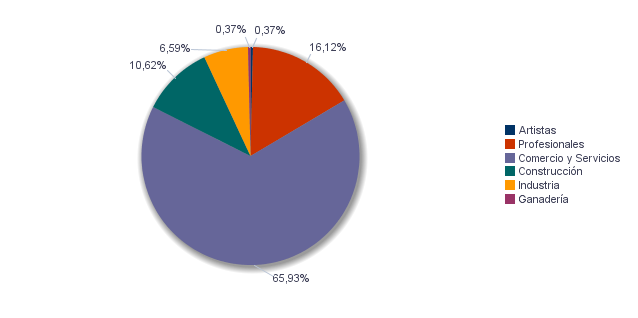 0,37%
0,37%
16,12%
6,59%
10,62%
65,93%
Artistas
Profesionales
Comercio y Servicios
Construcción
Industria
Ganadería